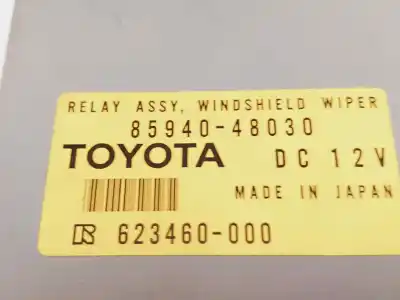 RELAY ASSY, WINDSHIELD WIPER
85940-48030
TOYOTA DC 12V
MADE IN JAPAN
623460-000